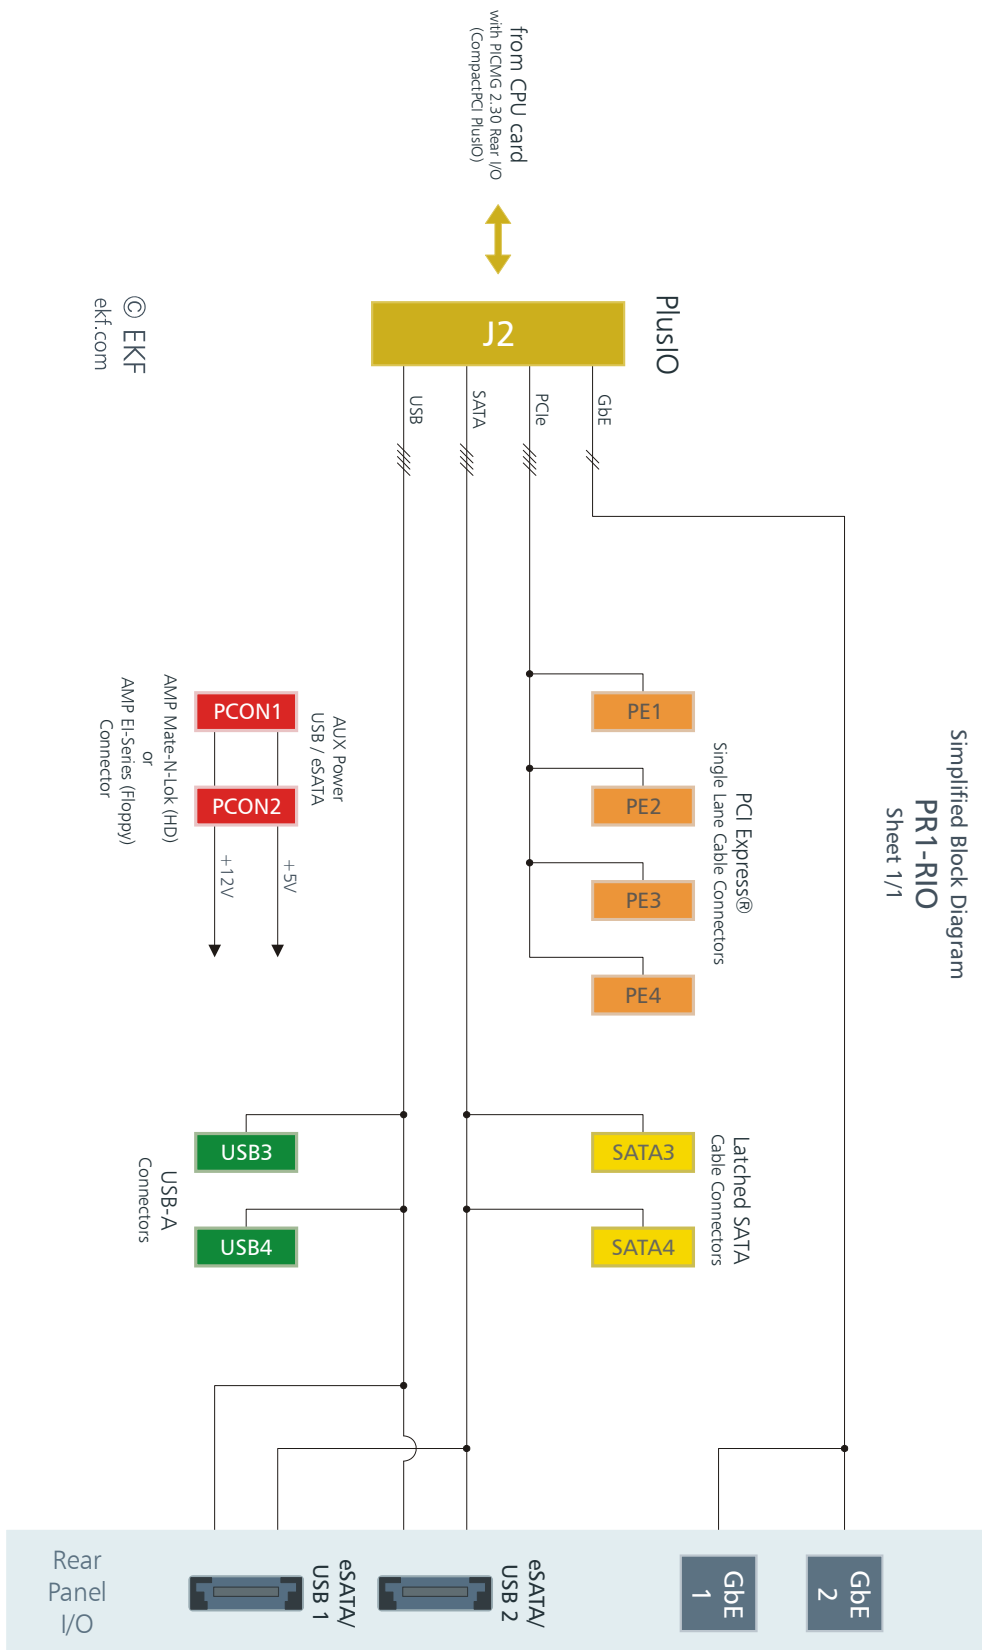 Simplified Block Diagram
PR1-RIO
Sheet 1/1
from CPU card
with PICMG 2.30 Rear I/O
(CompactPCI PlusIO)
PlusIO
J2
GbE
PCIe
SATA
USB
© EKF
ekf.com
PE1
PE2
PE3
PE4
PCI Express®
Single Lane Cable Connectors
AUX Power
USB / eSATA
PCON1
PCON2
+5V
+12V
AMP Mate-N-Lok (HD)
or
AMP EI-Series (Floppy)
Connector
Latched SATA
Cable Connectors
SATA3
SATA4
USB3
USB4
USB-A
Connectors
GbE
2
GbE
1
eSATA/
USB 2
eSATA/
USB 1
Rear
Panel
I/O